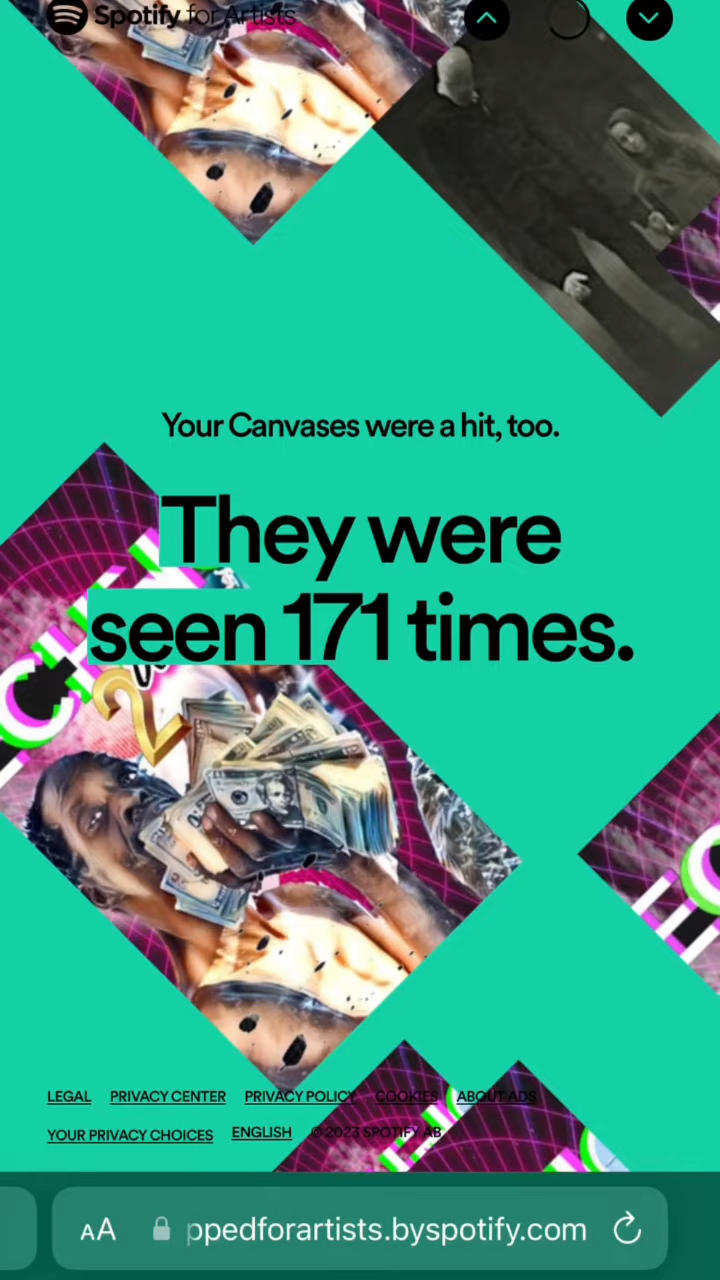 Spotify for Artists
Your Canvases were a hit, too.
They were
seen 171 times.
2
LEGAL PRIVACY CENTER PRIVACY POLICY COOKIES ABOUT ADS
YOUR PRIVACY CHOICES ENGLISH © 2023 SPOTIFY AB
AA ppedforartists.byspotify.com